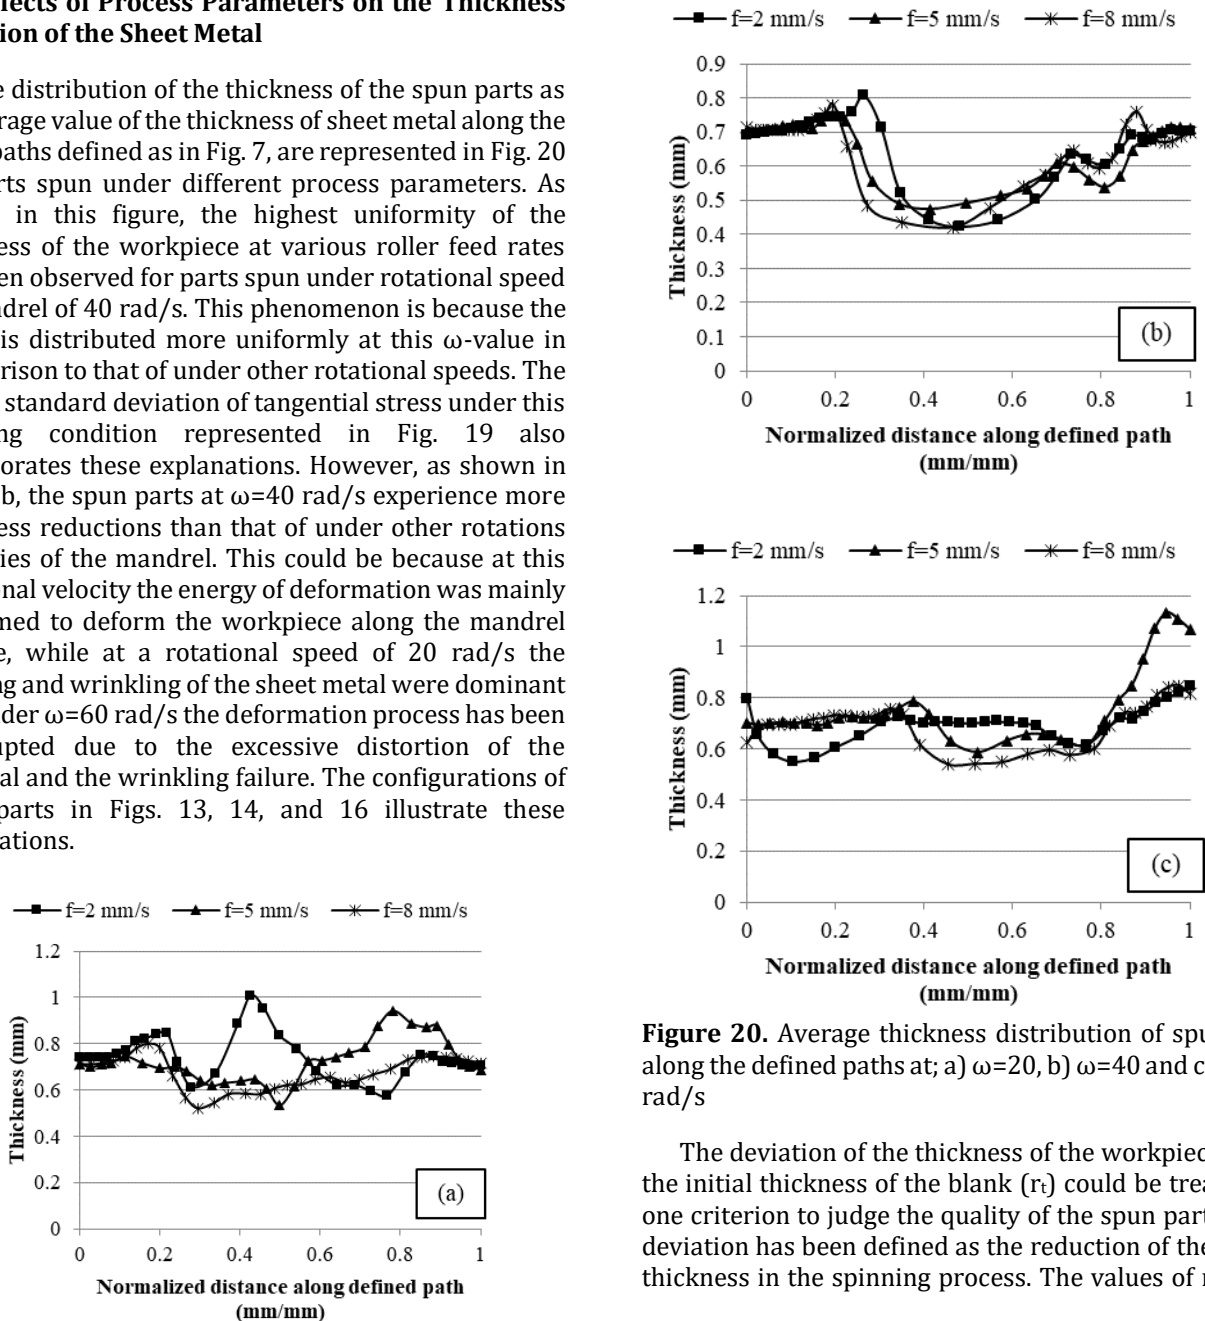 fects of Process Parameters on the Thickness
ion of the Sheet Metal
e distribution of the thickness of the spun parts as
rage value of the thickness of sheet metal along the
paths defined as in Fig. 7, are represented in Fig. 20
rts spun under different process parameters. As
in this figure, the highest uniformity of the
ess of the workpiece at various roller feed rates
en observed for parts spun under rotational speed
ndrel of 40 rad/s. This phenomenon is because the
is distributed more uniformly at this ω-value in
rison to that of under other rotational speeds. The
standard deviation of tangential stress under this
ng condition represented in Fig. 19 also
orates these explanations. However, as shown in
b, the spun parts at ω=40 rad/s experience more
ess reductions than that of under other rotations
ies of the mandrel. This could be because at this
onal velocity the energy of deformation was mainly
med to deform the workpiece along the mandrel
e, while at a rotational speed of 20 rad/s the
ng and wrinkling of the sheet metal were dominant
der ω=60 rad/s the deformation process has been
upted due to the excessive distortion of the
al and the wrinkling failure. The configurations of
parts in Figs. 13, 14, and 16 illustrate these
ations.
f=2 mm/s f=5 mm/s f=8 mm/s
1.2
1
0.8
0.6
0.4
0.2
0
Thickness (mm)
(a)
0 0.2 0.4 0.6 0.8 1
Normalized distance along defined path
(mm/mm)
f=2 mm/s f=5 mm/s f=8 mm/s
0.9
0.8
0.7
0.6
0.5
0.4
0.3
0.2
0.1
0
Thickness (mm)
(b)
0 0.2 0.4 0.6 0.8 1
Normalized distance along defined path
(mm/mm)
f=2 mm/s f=5 mm/s f=8 mm/s
1.2
1
0.8
0.6
0.4
0.2
0
Thickness (mm)
(c)
0 0.2 0.4 0.6 0.8 1
Normalized distance along defined path
(mm/mm)
Figure 20. Average thickness distribution of spu
along the defined paths at; a) ω=20, b) ω=40 and c
rad/s
The deviation of the thickness of the workpiec
the initial thickness of the blank (rt) could be trea
one criterion to judge the quality of the spun part
deviation has been defined as the reduction of the
thickness in the spinning process. The values of r